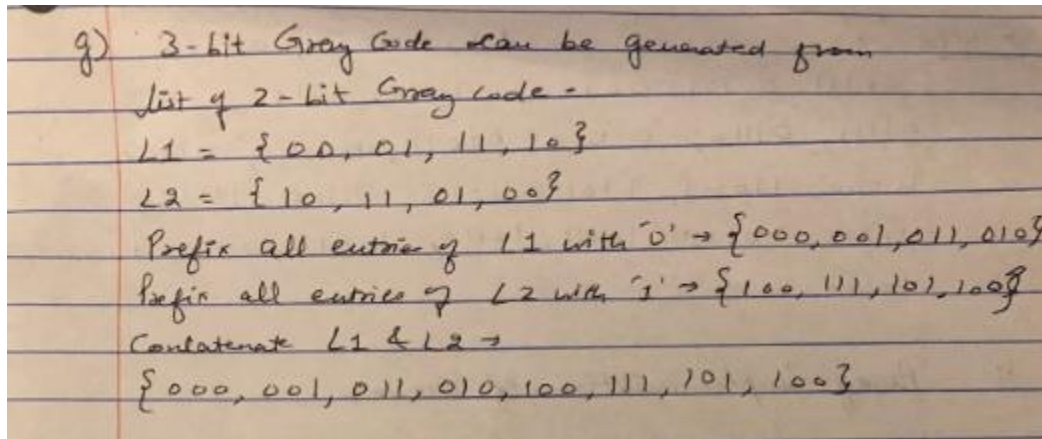 g) 3-bit Gray Code can be generated from
list of 2-bit Gray code -
L1 = {00, 01, 11, 10}
L2 = {10, 11, 01, 00}
Prefix all entries of L1 with '0' → {000, 001, 011, 010}
Prefix all entries of L2 with '1' → {100, 111, 101, 100}
Concatenate L1 & L2 →
{000, 001, 011, 010, 100, 111, 101, 100}